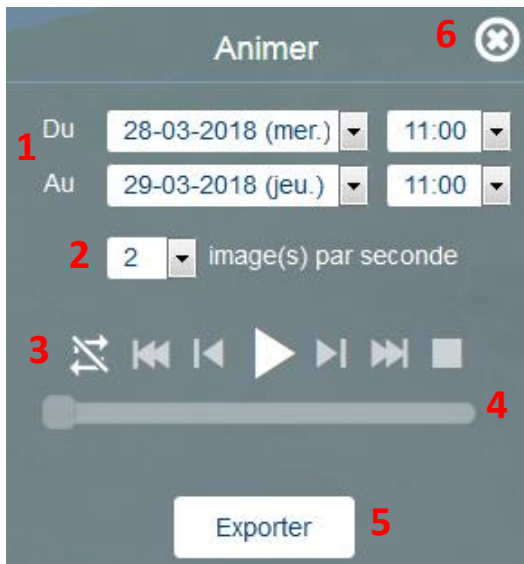 Animer 6
1 Du 28-03-2018 (mer.) 11:00
Au 29-03-2018 (jeu.) 11:00
2 2 image(s) par seconde
3
4
Exporter 5